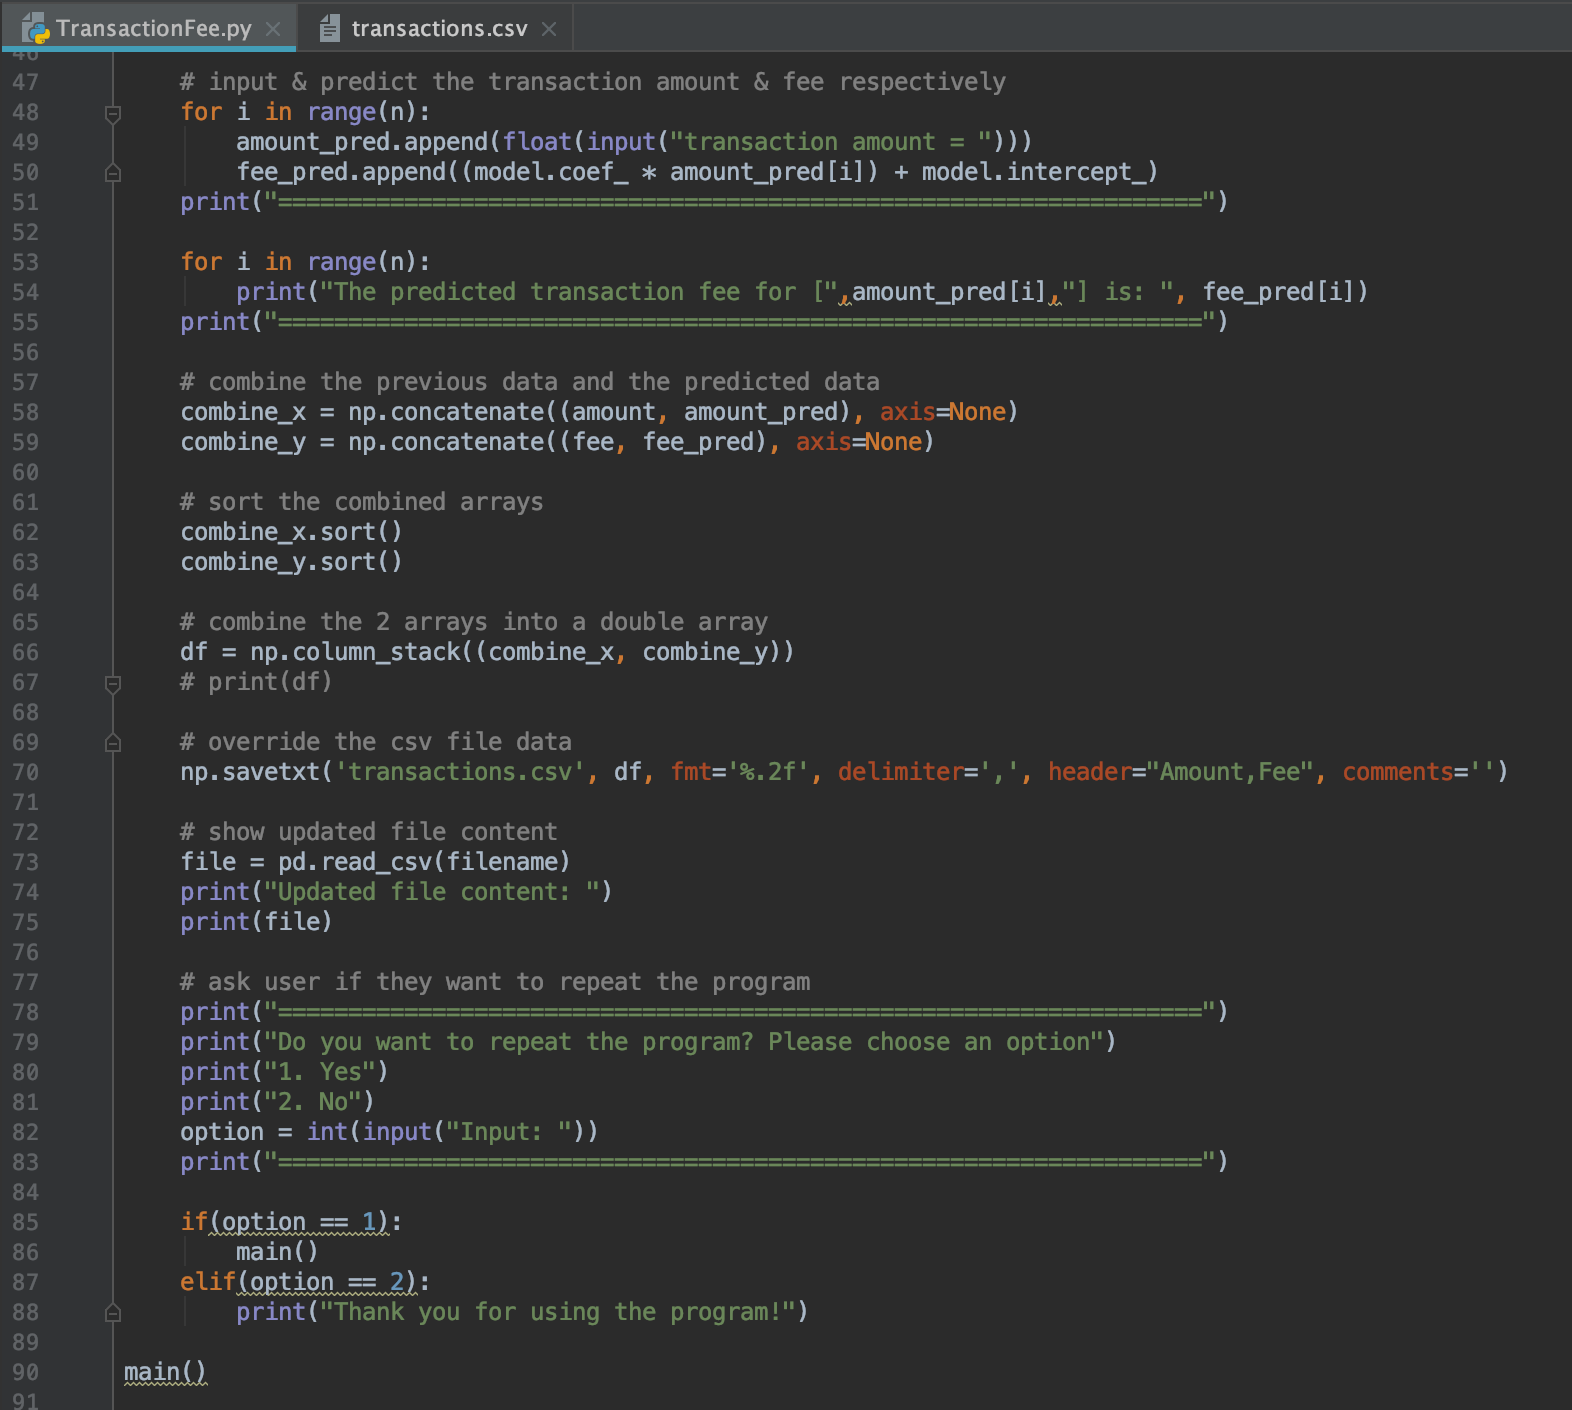 TransactionFee.py
transactions.csv
46
47 # input & predict the transaction amount & fee respectively
48 for i in range(n):
49 amount_pred.append(float(input("transaction amount = ")))
50 fee_pred.append((model.coef_ * amount_pred[i]) + model.intercept_)
51 print("==================================================================")
52
53 for i in range(n):
54 print("The predicted transaction fee for [",amount_pred[i],"] is: ", fee_pred[i])
55 print("==================================================================")
56
57 # combine the previous data and the predicted data
58 combine_x = np.concatenate((amount, amount_pred), axis=None)
59 combine_y = np.concatenate((fee, fee_pred), axis=None)
60
61 # sort the combined arrays
62 combine_x.sort()
63 combine_y.sort()
64
65 # combine the 2 arrays into a double array
66 df = np.column_stack((combine_x, combine_y))
67 # print(df)
68
69 # override the csv file data
70 np.savetxt('transactions.csv', df, fmt='%.2f', delimiter=',', header="Amount,Fee", comments='')
71
72 # show updated file content
73 file = pd.read_csv(filename)
74 print("Updated file content: ")
75 print(file)
76
77 # ask user if they want to repeat the program
78 print("==================================================================")
79 print("Do you want to repeat the program? Please choose an option")
80 print("1. Yes")
81 print("2. No")
82 option = int(input("Input: "))
83 print("==================================================================")
84
85 if(option == 1):
86 main()
87 elif(option == 2):
88 print("Thank you for using the program!")
89
90 main()
91